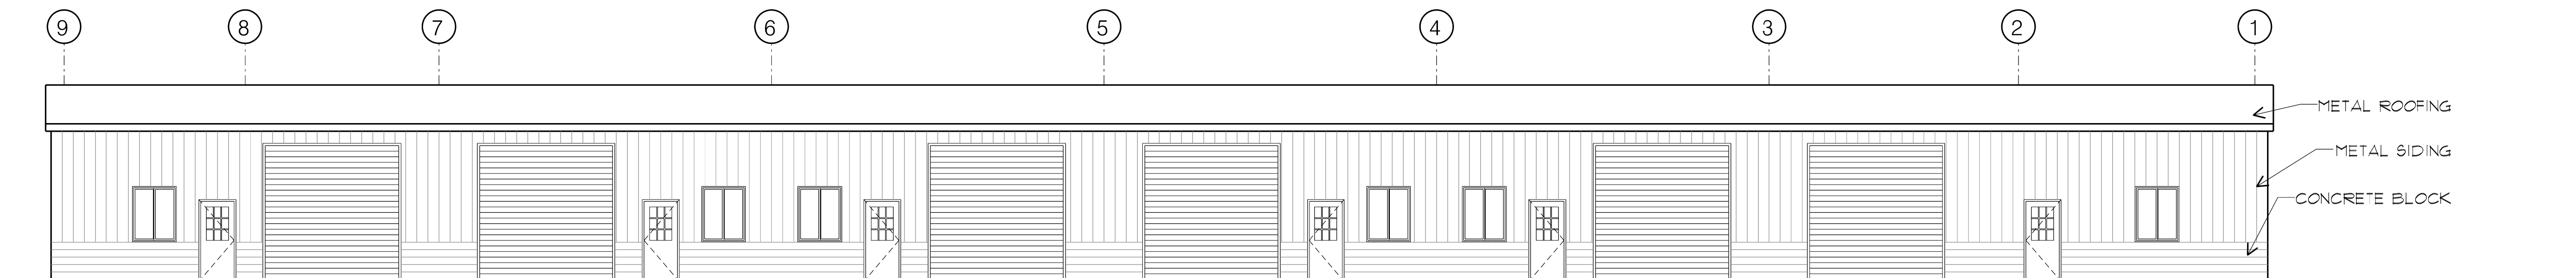 9 8 7 6 5 4 3 2 1
METAL ROOFING
METAL SIDING
CONCRETE BLOCK